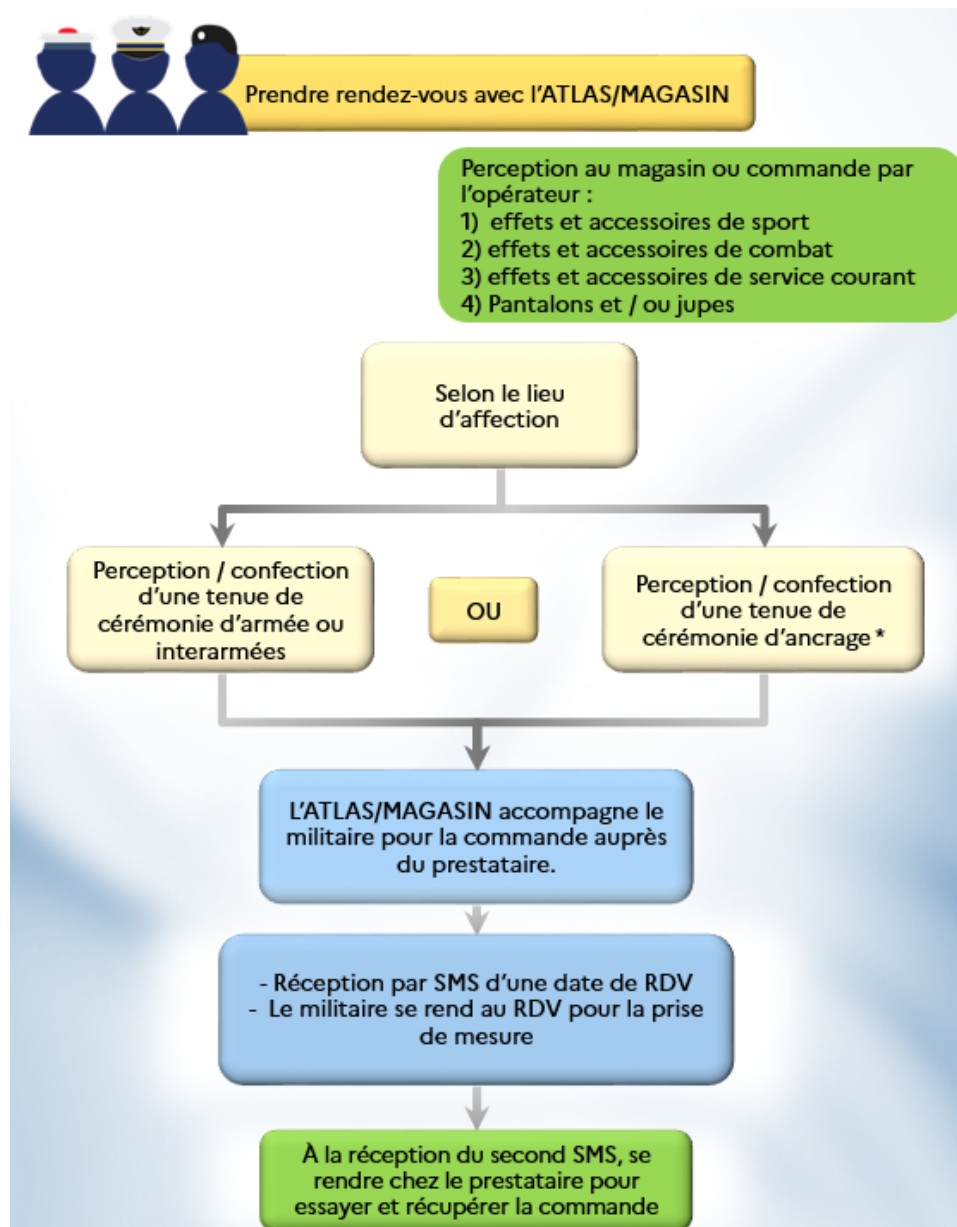 Prendre rendez-vous avec l'ATLAS/MAGASIN
Perception au magasin ou commande par
l'opérateur :
1) effets et accessoires de sport
2) effets et accessoires de combat
3) effets et accessoires de service courant
4) Pantalons et / ou jupes
Selon le lieu
d'affection
Perception / confection
d'une tenue de
cérémonie d'armée ou
interarmées
OU
Perception / confection
d'une tenue de
cérémonie d'ancrage *
L'ATLAS/MAGASIN accompagne le
militaire pour la commande auprès
du prestataire.
- Réception par SMS d'une date de RDV
- Le militaire se rend au RDV pour la prise
de mesure
À la réception du second SMS, se
rendre chez le prestataire pour
essayer et récupérer la commande